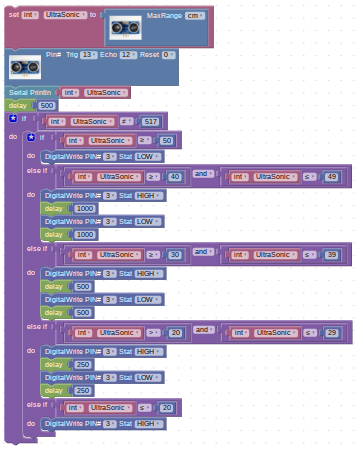 set int UltraSonic to MaxRange cm
Pin# Trig 13 Echo 12 Reset 0
Serial Println int UltraSonic
delay 500
if int UltraSonic ≠ 517
do if int UltraSonic ≥ 50
do DigitalWrite PIN# 3 Stat LOW
else if int UltraSonic ≥ 40 and int UltraSonic ≤ 49
do DigitalWrite PIN# 3 Stat HIGH
delay 1000
DigitalWrite PIN# 3 Stat LOW
delay 1000
else if int UltraSonic ≥ 30 and int UltraSonic ≤ 39
do DigitalWrite PIN# 3 Stat HIGH
delay 500
DigitalWrite PIN# 3 Stat LOW
delay 500
else if int UltraSonic > 20 and int UltraSonic ≤ 29
do DigitalWrite PIN# 3 Stat HIGH
delay 250
DigitalWrite PIN# 3 Stat LOW
delay 250
else if int UltraSonic ≤ 20
do DigitalWrite PIN# 3 Stat HIGH